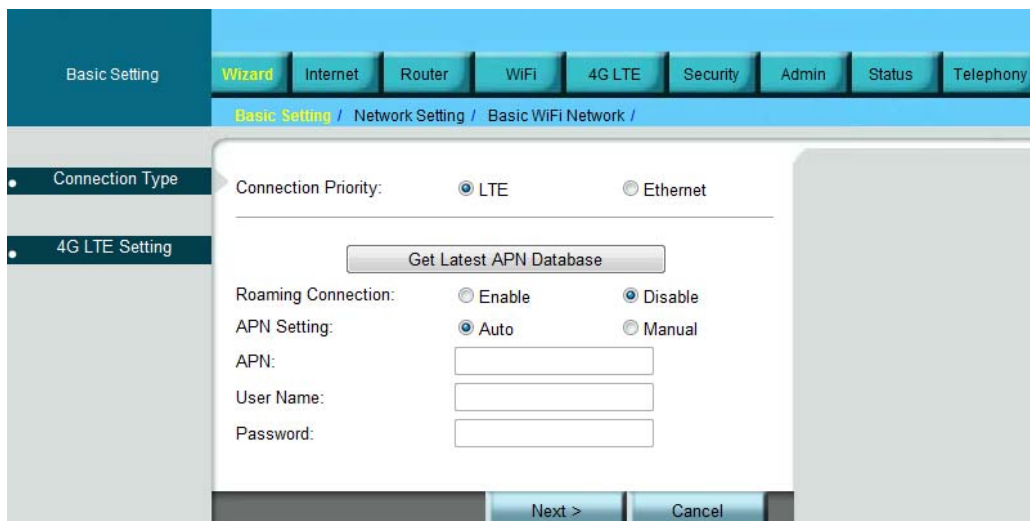 Basic Setting
Wizard Internet Router WiFi 4G LTE Security Admin Status Telephony
Basic Setting / Network Setting / Basic WiFi Network /
Connection Type
Connection Priority: LTE Ethernet
4G LTE Setting
Get Latest APN Database
Roaming Connection: Enable Disable
APN Setting: Auto Manual
APN:
User Name:
Password:
Next > Cancel